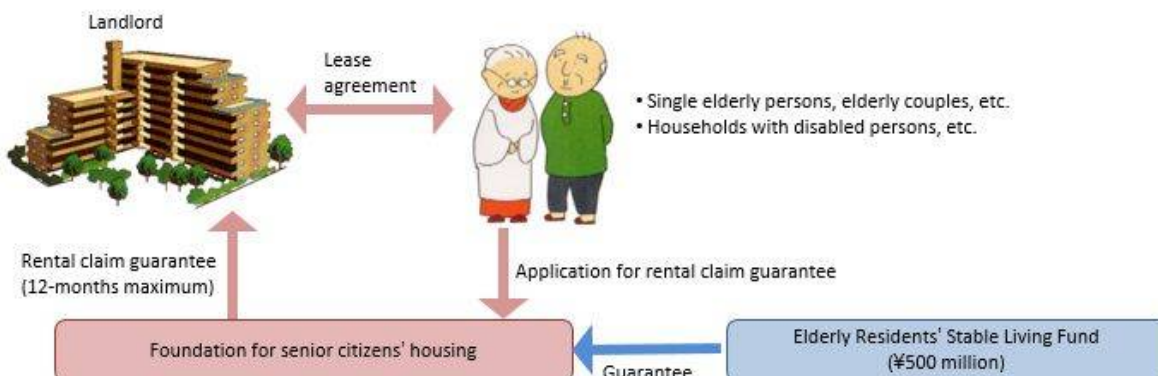 Landlord
Lease
agreement
• Single elderly persons, elderly couples, etc.
• Households with disabled persons, etc.
Rental claim guarantee
(12-months maximum)
Application for rental claim guarantee
Foundation for senior citizens' housing
Guarantee
Elderly Residents' Stable Living Fund
(¥500 million)